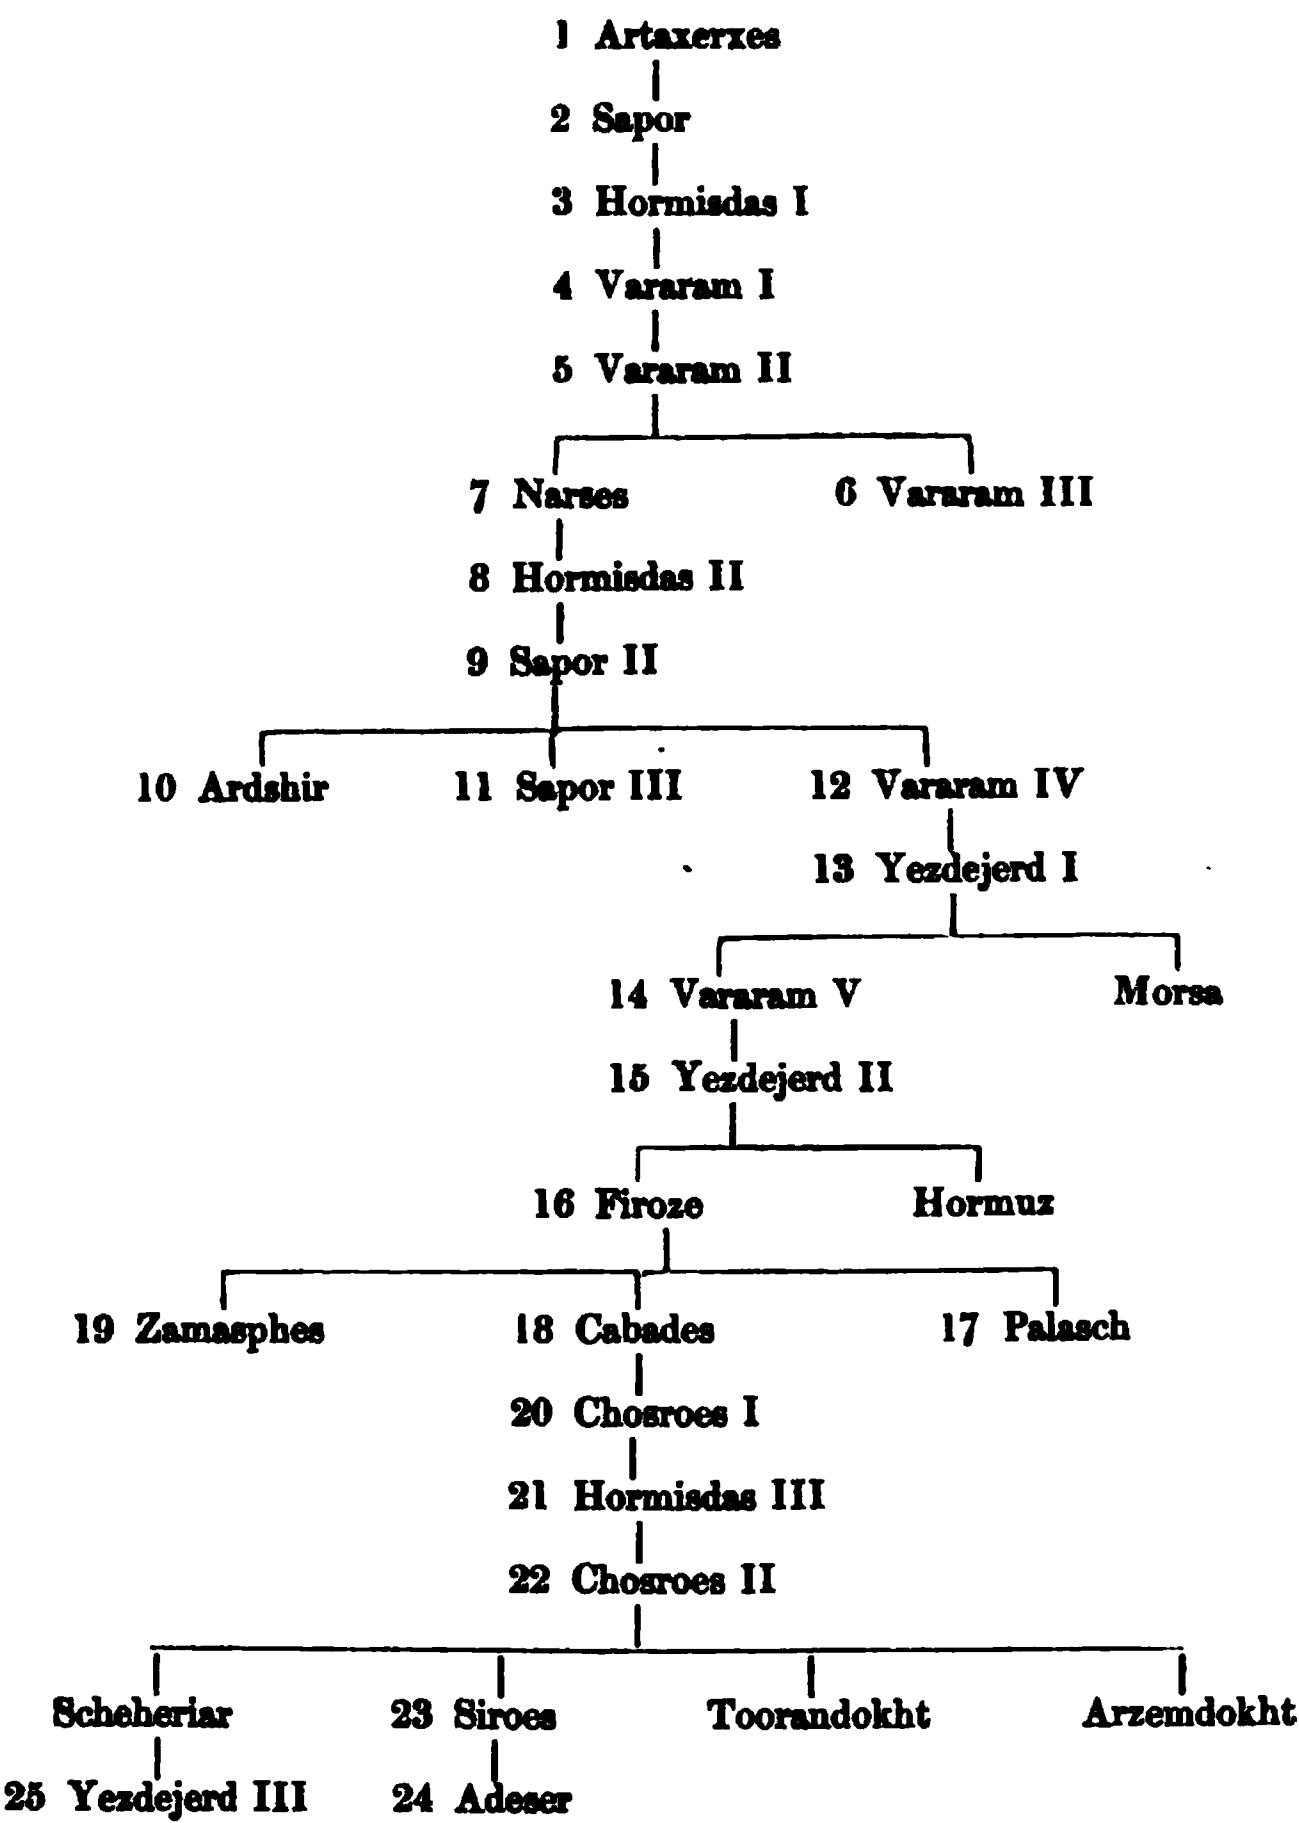 1 Artaxerxes
2 Sapor
3 Hormisdas I
4 Vararam I
5 Vararam II
7 Narses 6 Vararam III
8 Hormisdas II
9 Sapor II
10 Ardshir 11 Sapor III 12 Vararam IV
13 Yezdejerd I
14 Vararam V Morsa
15 Yezdejerd II
16 Firoze Hormuz
19 Zamasphes 18 Cabades 17 Palasch
20 Chosroes I
21 Hormisdas III
22 Chosroes II
Scheheriar 23 Siroes Toorandokht Arzemdokht
25 Yezdejerd III 24 Adeser